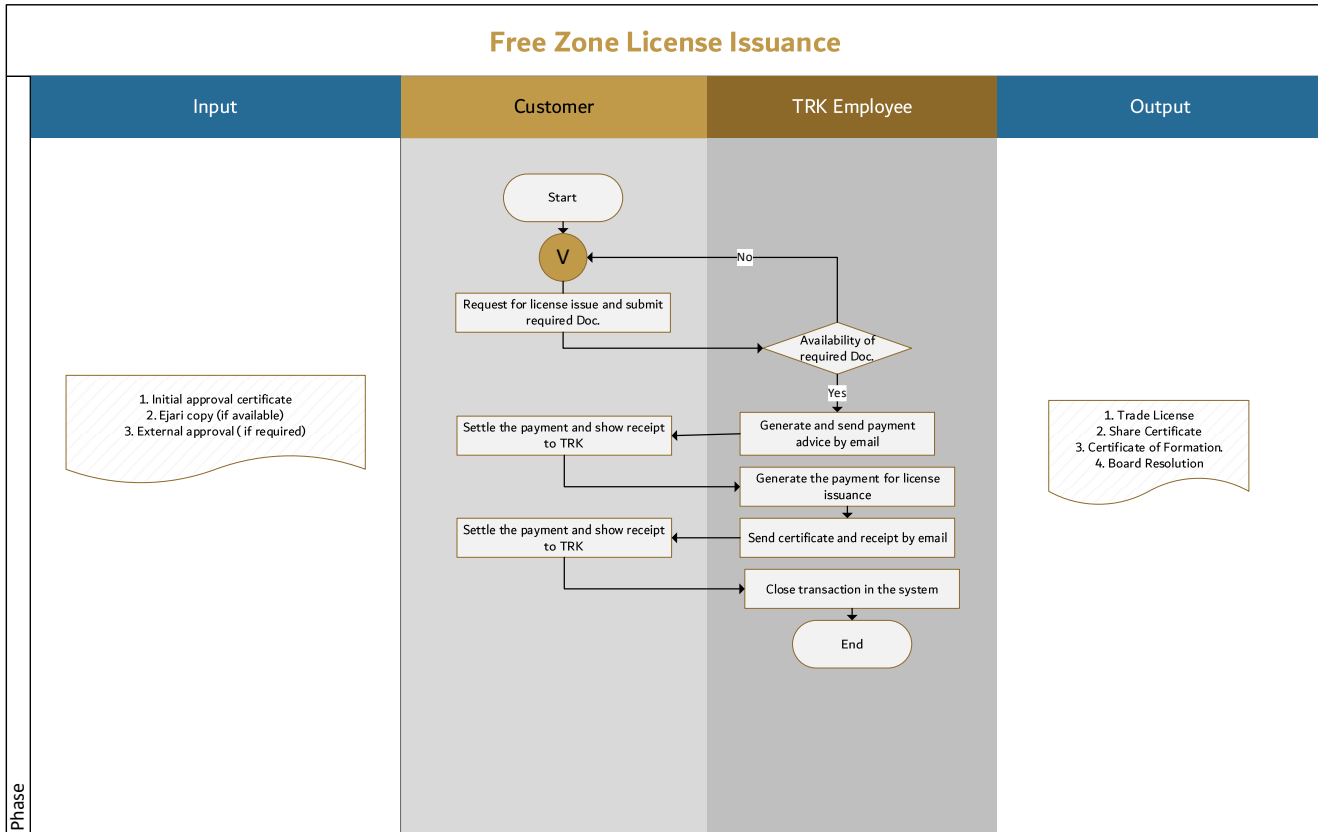 Free Zone License Issuance
Input
Customer
TRK Employee
Output
Phase
Start
V
No
Request for license issue and submit
required Doc.
Availability of
required Doc.
Yes
1. Initial approval certificate
2. Ejari copy (if available)
3. External approval ( if required)
Settle the payment and show receipt
to TRK
Generate and send payment
advice by email
1. Trade License
2. Share Certificate
3. Certificate of Formation.
4. Board Resolution
Generate the payment for license
issuance
Settle the payment and show receipt
to TRK
Send certificate and receipt by email
Close transaction in the system
End